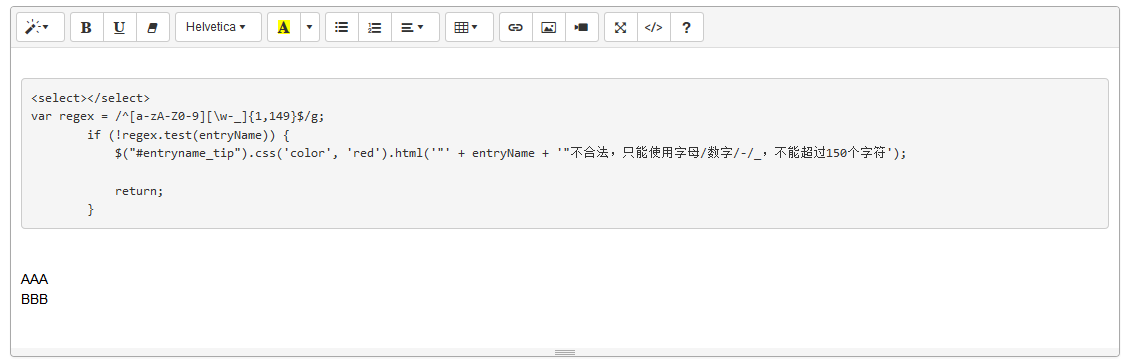 B U Helvetica A </> ?
<select></select>
var regex = /^[a-zA-Z0-9][\w-_]{1,149}$/g;
        if (!regex.test(entryName)) {
            $("#entryname_tip").css('color', 'red').html('"' + entryName + '"不合法，只能使用字母/数字/-/_，不能超过150个字符');
            return;
        }
AAA
BBB